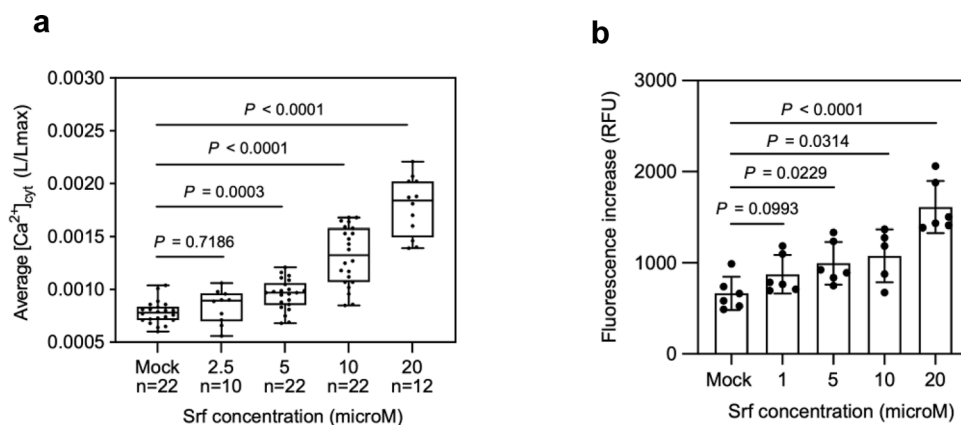 a
0.0030
0.0025
0.0020
0.0015
0.0010
0.0005
Average [Ca²⁺]cyt (L/Lmax)
P < 0.0001
P < 0.0001
P = 0.0003
P = 0.7186
Mock 2.5 5 10 20
n=22 n=10 n=22 n=22 n=12
Srf concentration (microM)
b
3000
2000
1000
0
Fluorescence increase (RFU)
P < 0.0001
P = 0.0314
P = 0.0229
P = 0.0993
Mock 1 5 10 20
Srf concentration (microM)